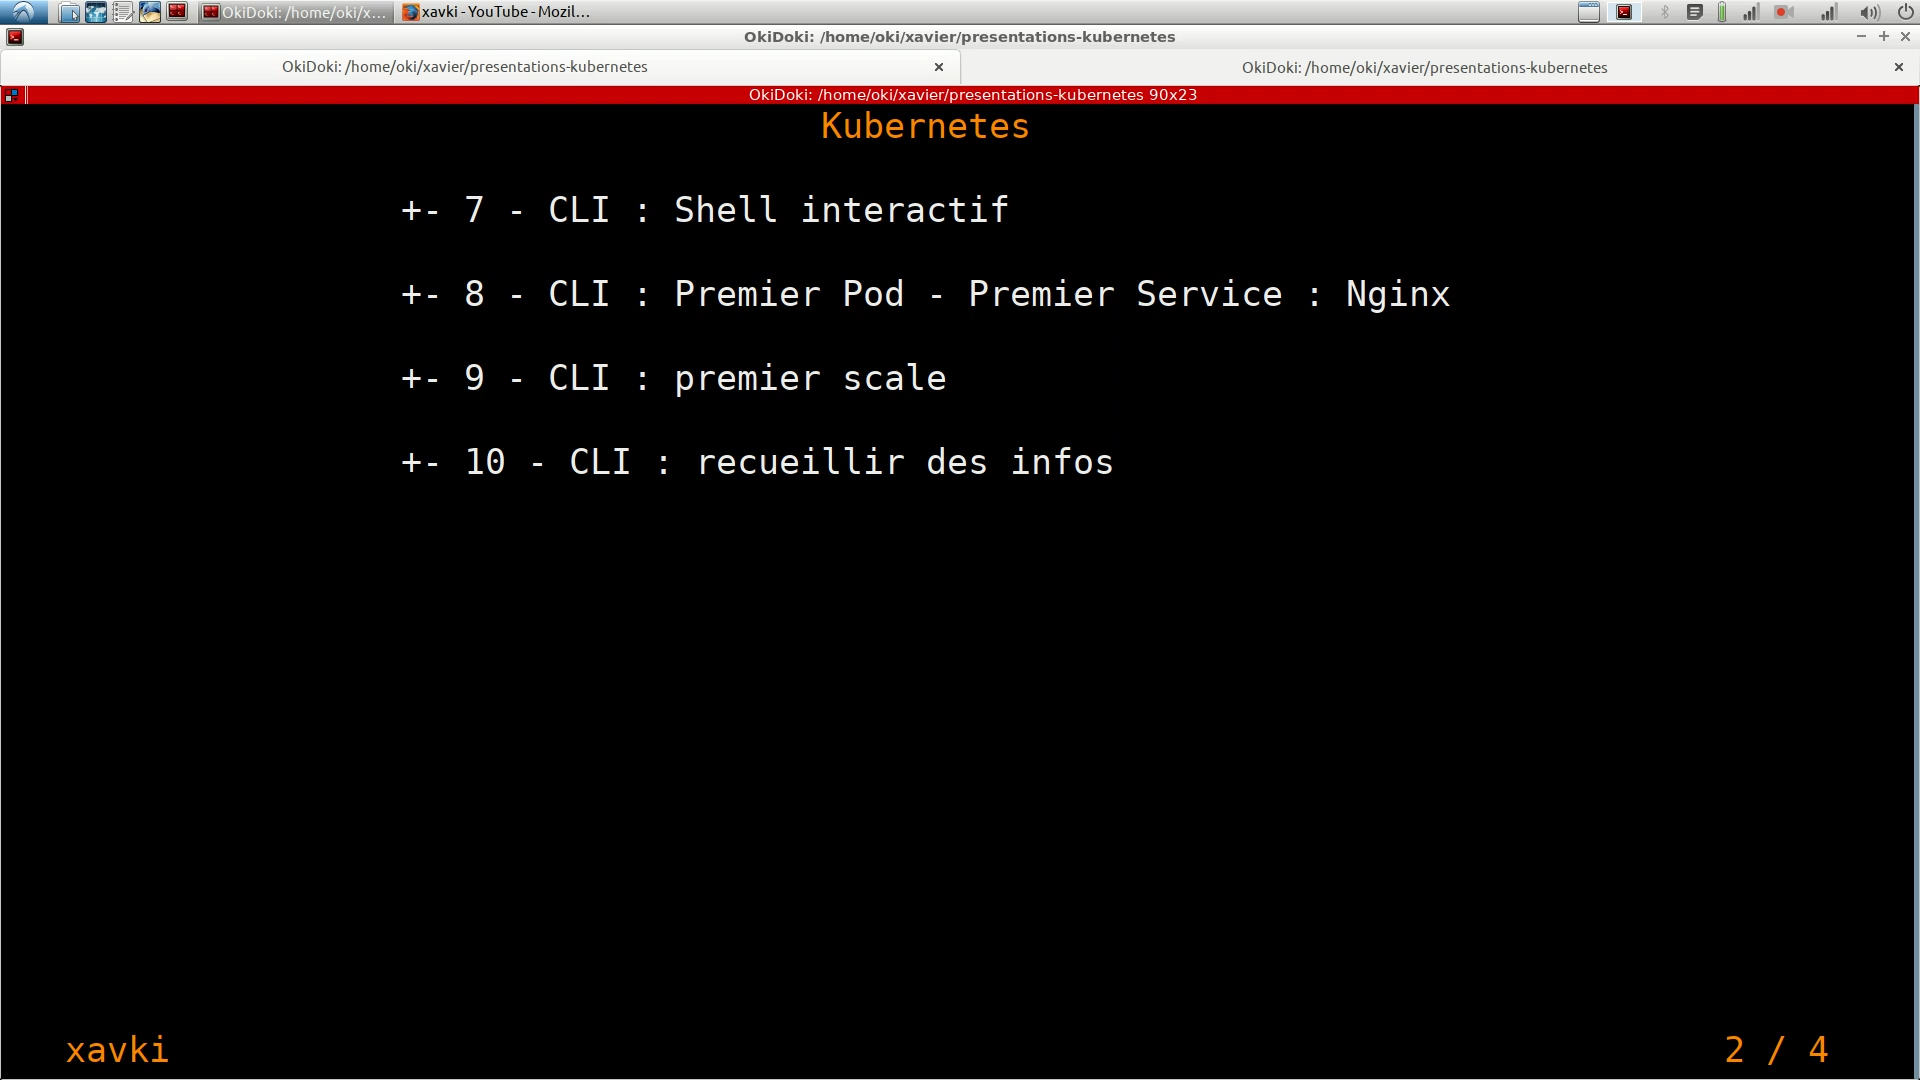 OkiDoki: /home/oki/x...
xavki - YouTube - Mozil...
OkiDoki: /home/oki/xavier/presentations-kubernetes
OkiDoki: /home/oki/xavier/presentations-kubernetes
OkiDoki: /home/oki/xavier/presentations-kubernetes
OkiDoki: /home/oki/xavier/presentations-kubernetes 90x23
Kubernetes
+- 7 - CLI : Shell interactif
+- 8 - CLI : Premier Pod - Premier Service : Nginx
+- 9 - CLI : premier scale
+- 10 - CLI : recueillir des infos
xavki
2 / 4